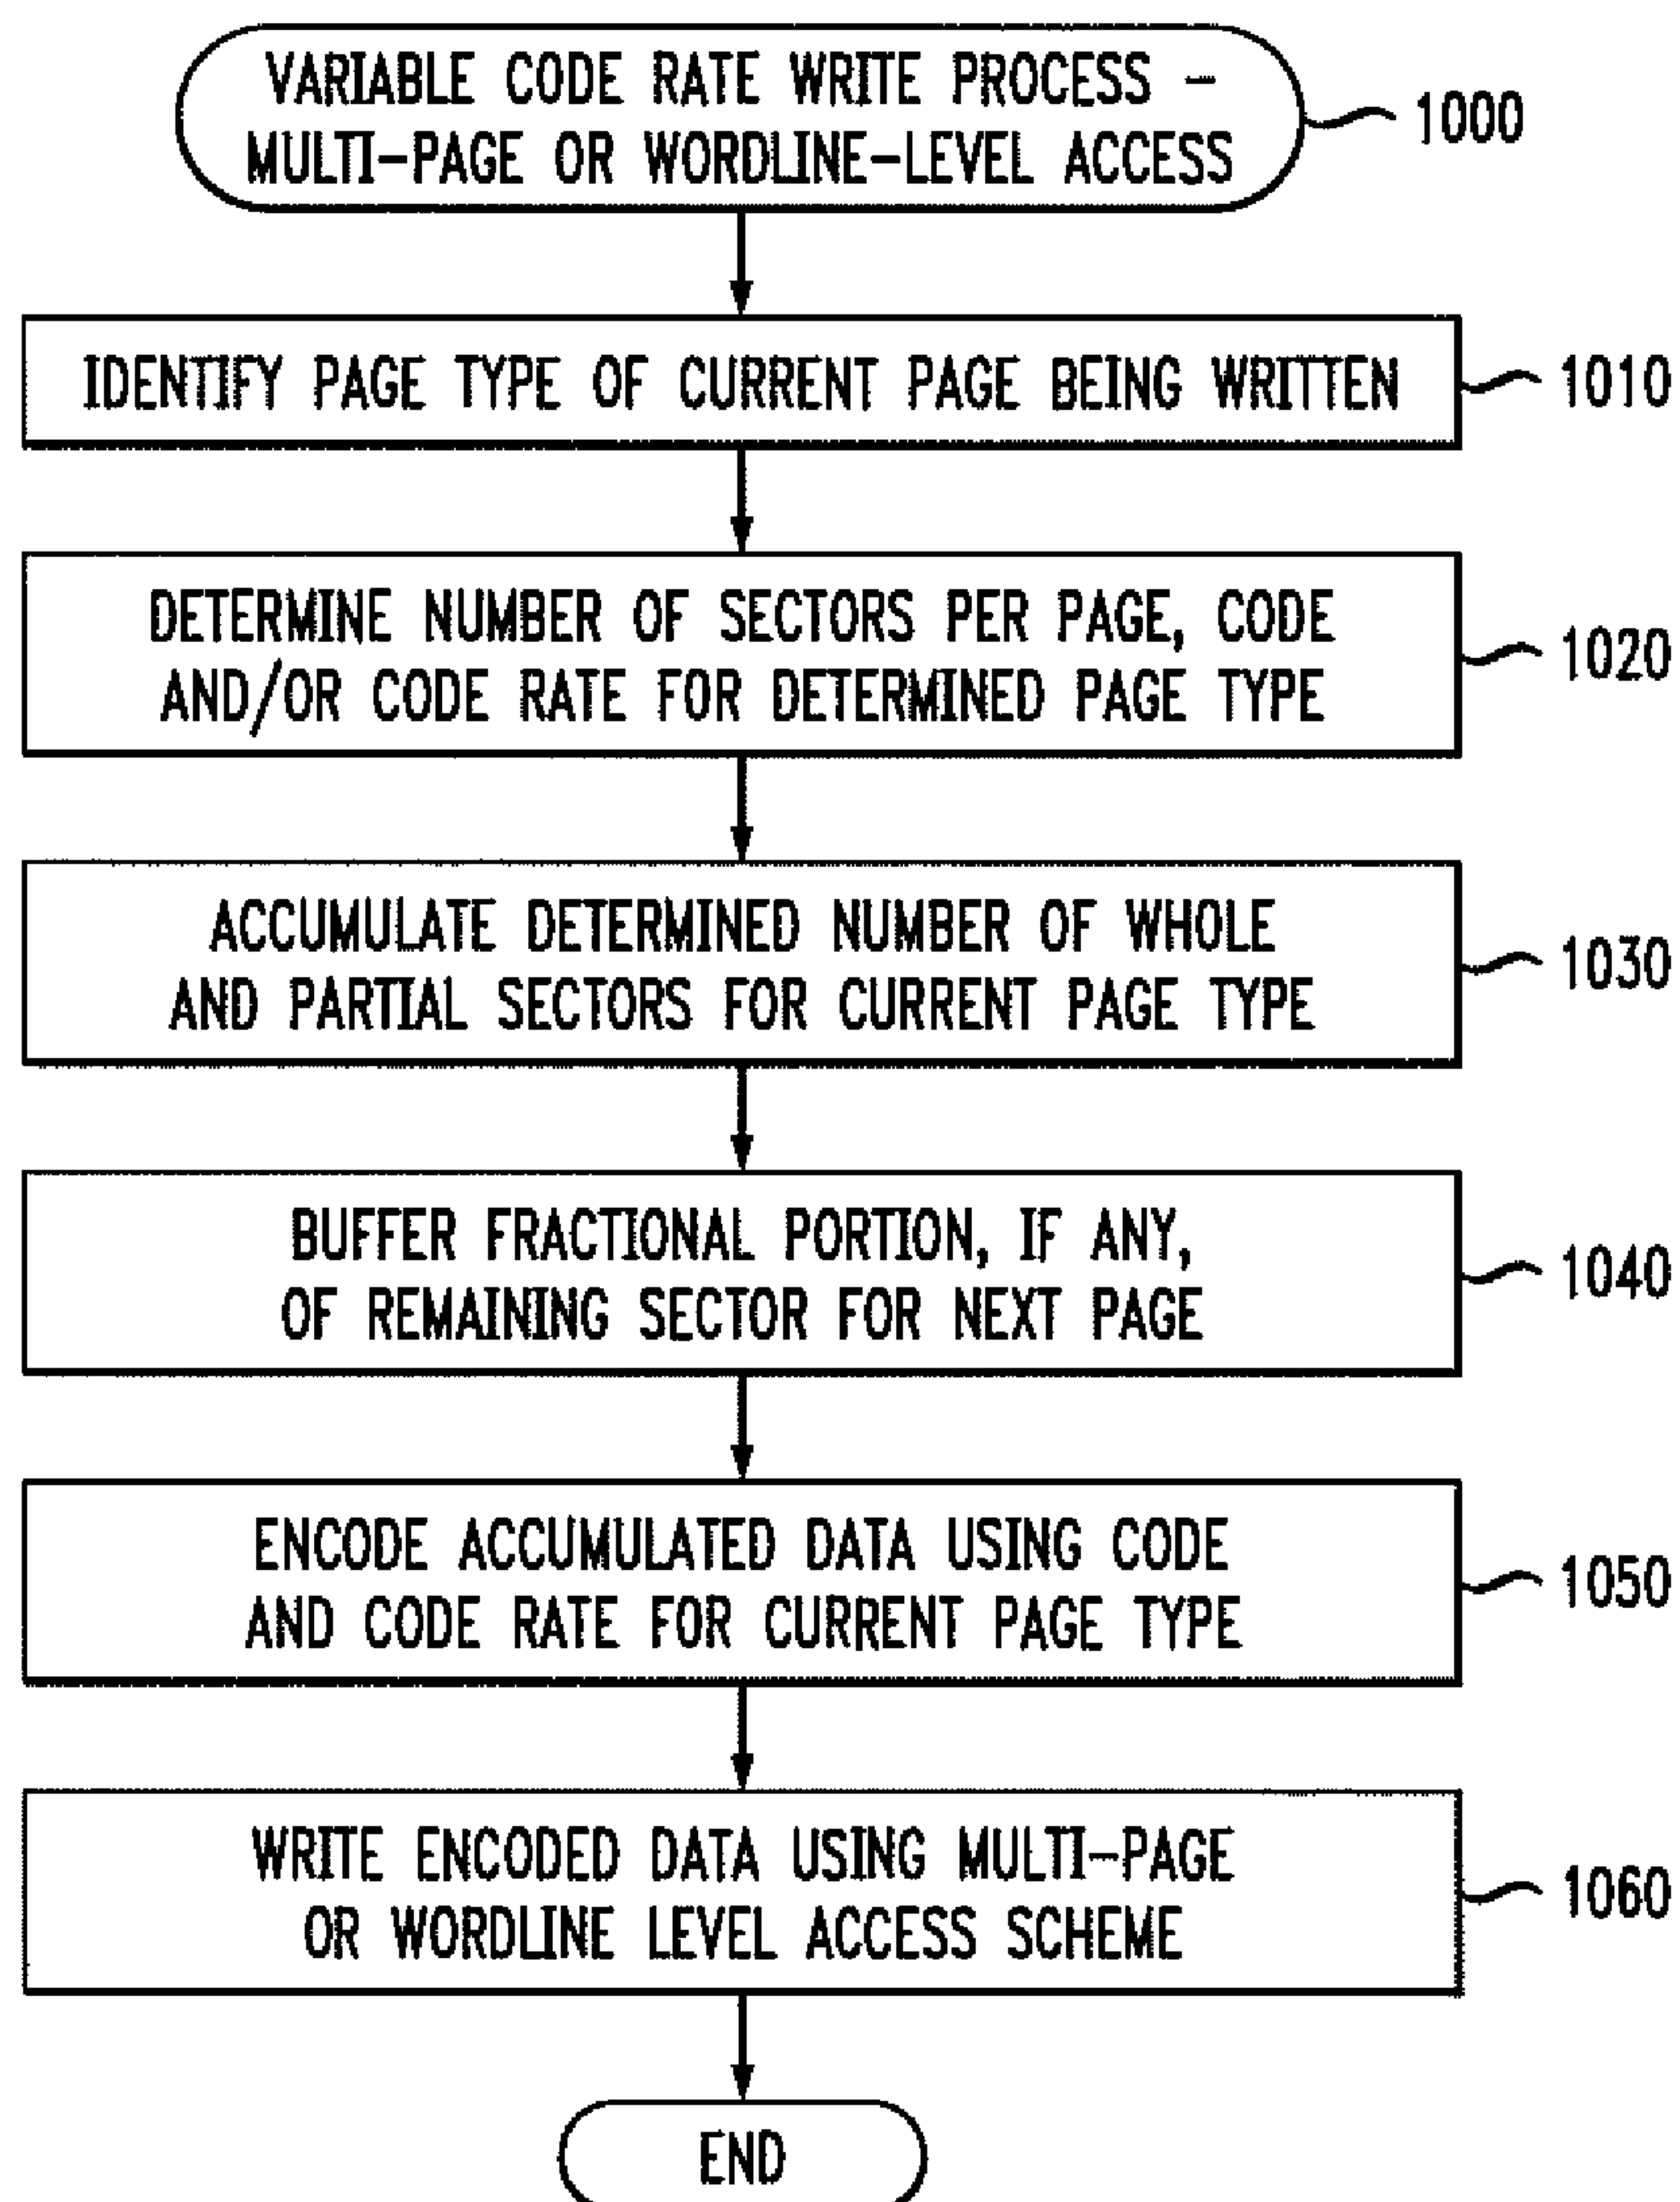 VARIABLE CODE RATE WRITE PROCESS –
MULTI-PAGE OR WORDLINE-LEVEL ACCESS
1000
IDENTIFY PAGE TYPE OF CURRENT PAGE BEING WRITTEN
1010
DETERMINE NUMBER OF SECTORS PER PAGE, CODE
AND/OR CODE RATE FOR DETERMINED PAGE TYPE
1020
ACCUMULATE DETERMINED NUMBER OF WHOLE
AND PARTIAL SECTORS FOR CURRENT PAGE TYPE
1030
BUFFER FRACTIONAL PORTION, IF ANY,
OF REMAINING SECTOR FOR NEXT PAGE
1040
ENCODE ACCUMULATED DATA USING CODE
AND CODE RATE FOR CURRENT PAGE TYPE
1050
WRITE ENCODED DATA USING MULTI-PAGE
OR WORDLINE LEVEL ACCESS SCHEME
1060
END